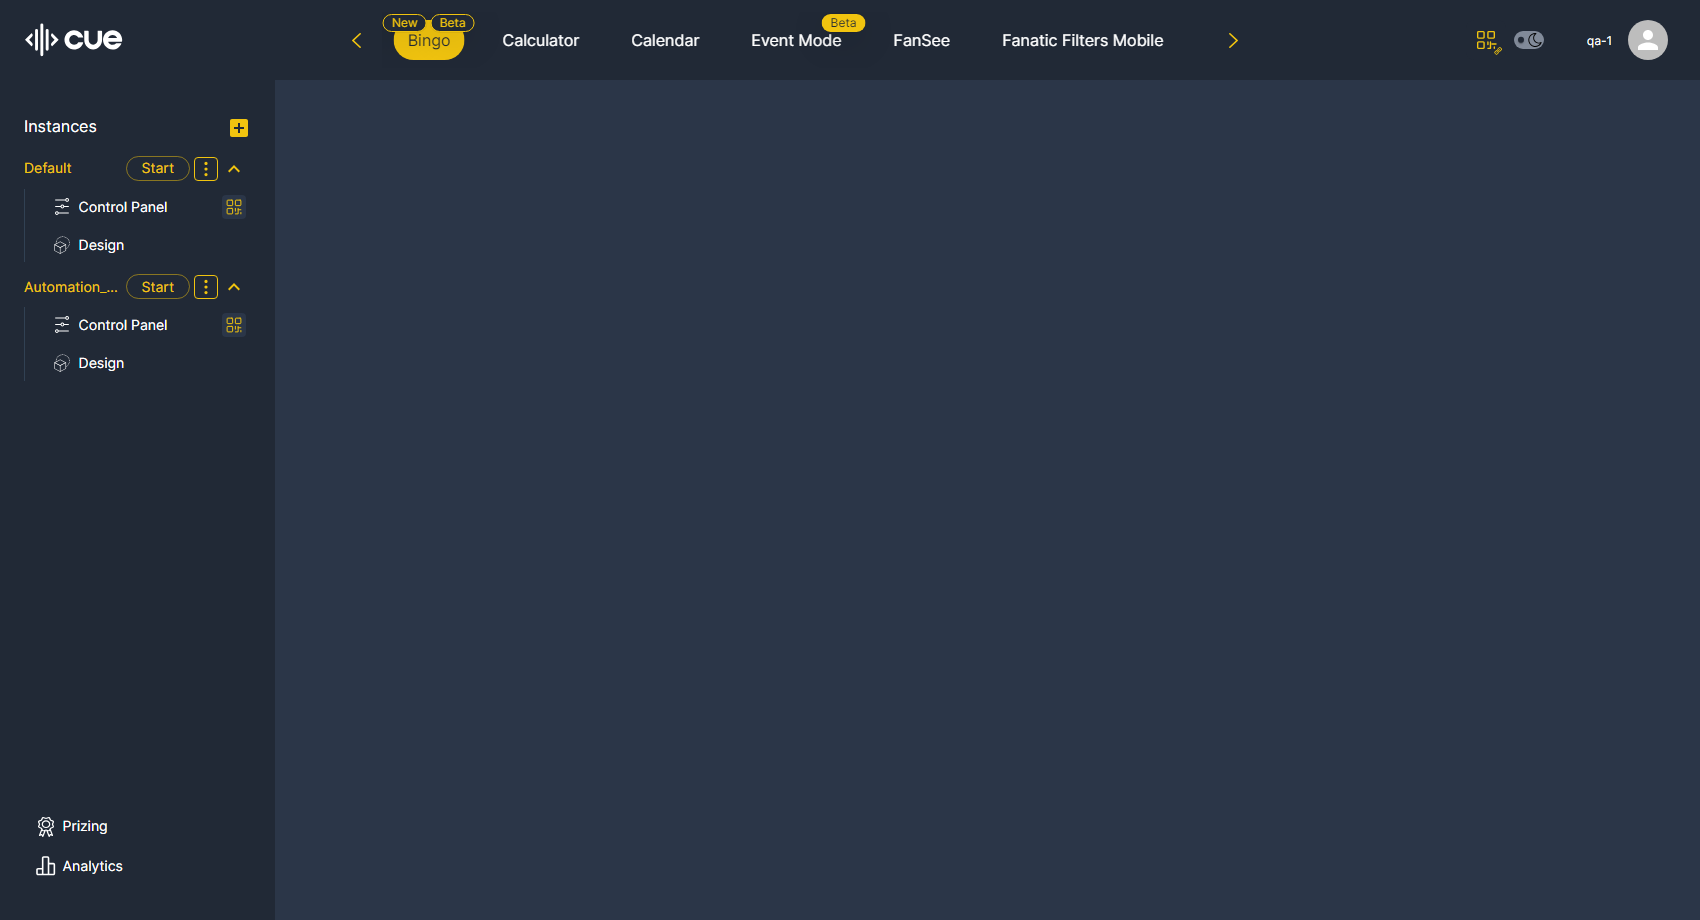 cue
New Beta Beta
Bingo Calculator Calendar Event Mode FanSee Fanatic Filters Mobile qa-1
Instances
Default Start
Control Panel
Design
Automation_... Start
Control Panel
Design
Prizing
Analytics